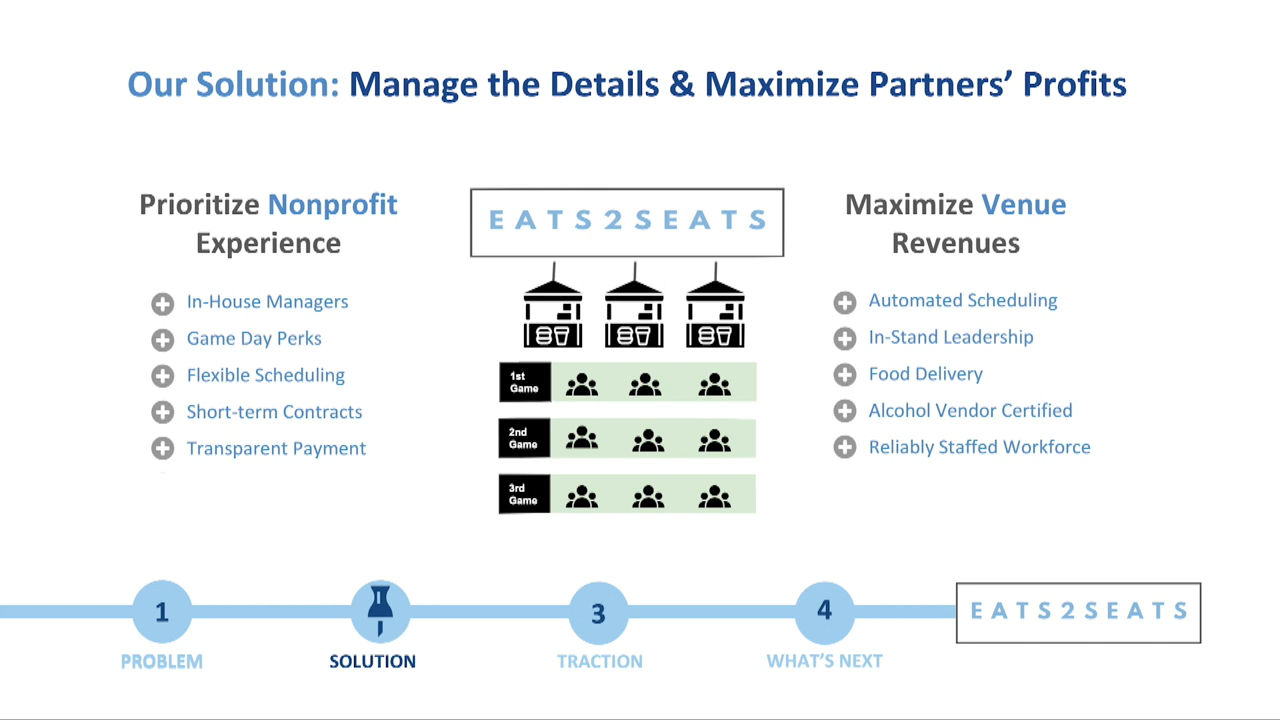 Our Solution: Manage the Details & Maximize Partners’ Profits
Prioritize Nonprofit
Experience
In-House Managers
Game Day Perks
Flexible Scheduling
Short-term Contracts
Transparent Payment
EATS2SEATS
1st
Game
2nd
Game
3rd
Game
Maximize Venue
Revenues
Automated Scheduling
In-Stand Leadership
Food Delivery
Alcohol Vendor Certified
Reliably Staffed Workforce
1
3
4
PROBLEM
SOLUTION
TRACTION
WHAT’S NEXT
EATS2SEATS